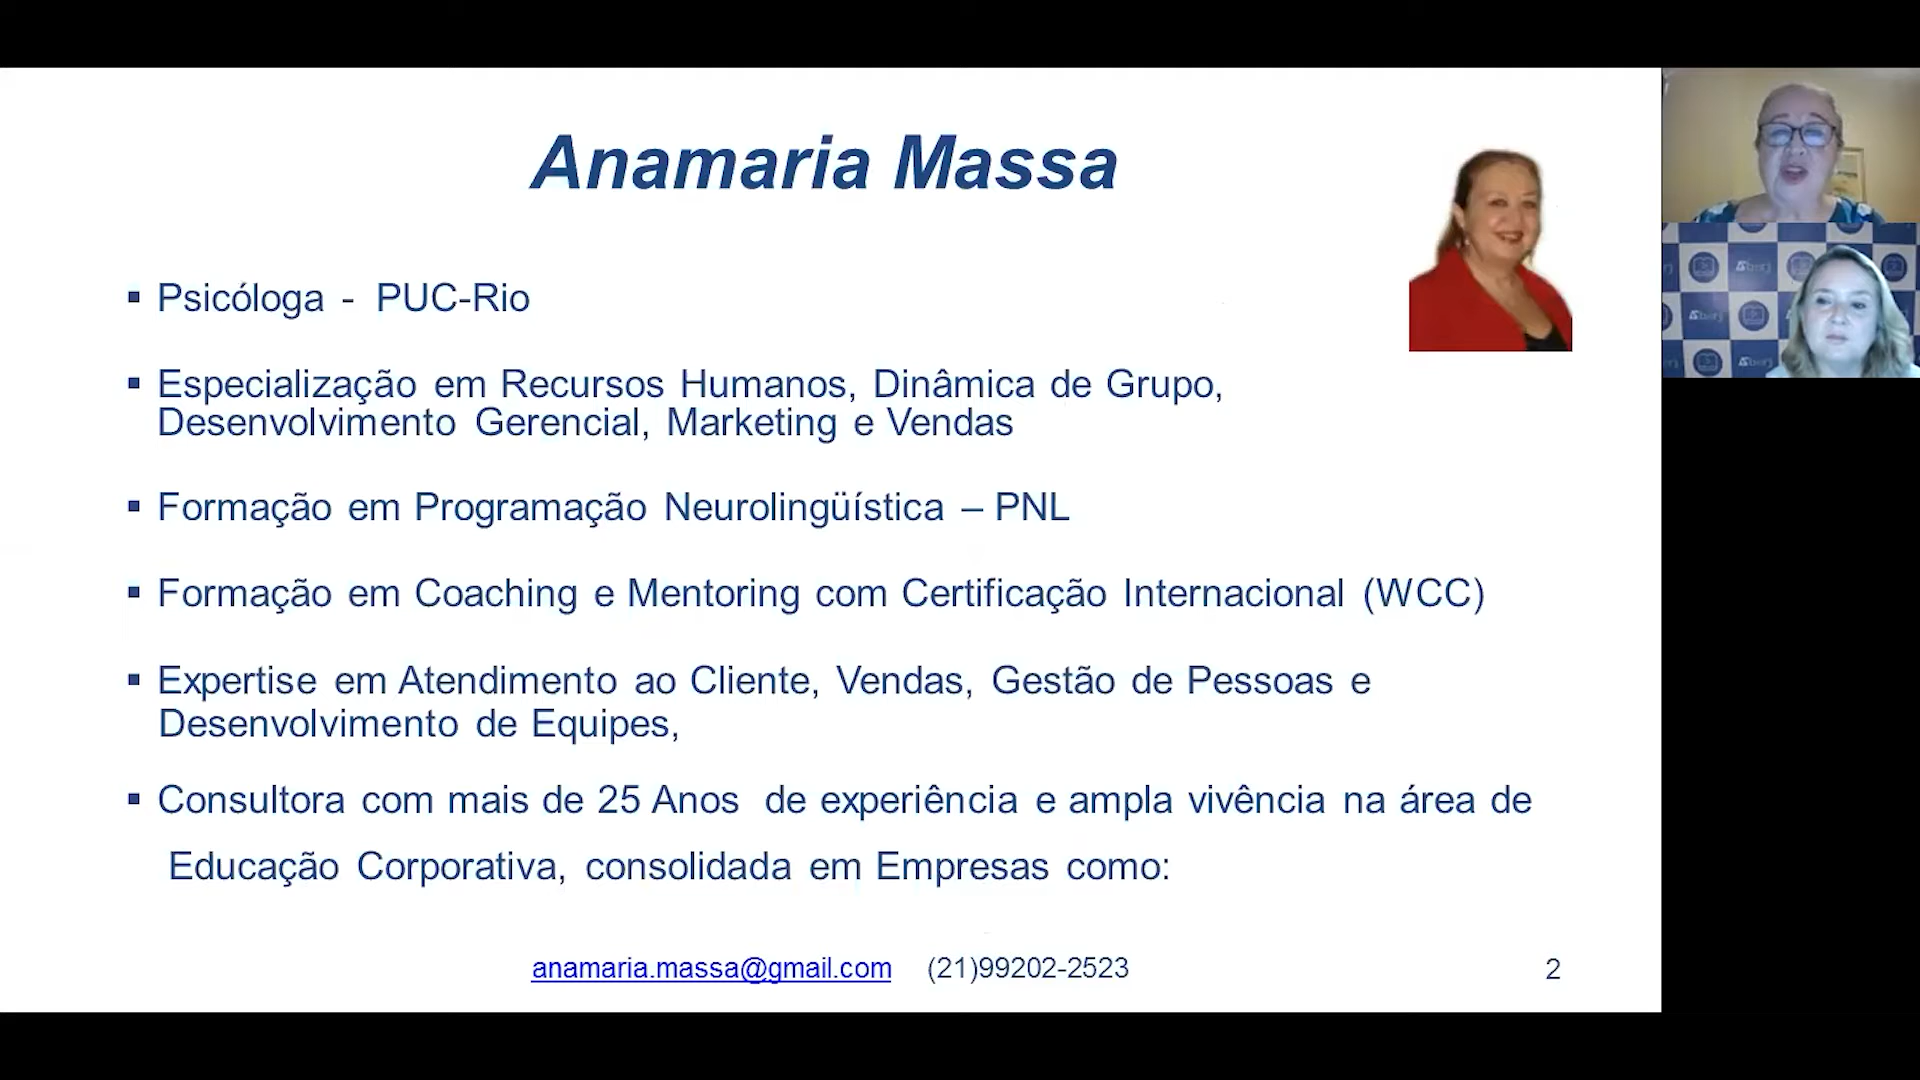 Anamaria Massa
▪ Psicóloga - PUC-Rio
▪ Especialização em Recursos Humanos, Dinâmica de Grupo,
Desenvolvimento Gerencial, Marketing e Vendas
▪ Formação em Programação Neurolingüística – PNL
▪ Formação em Coaching e Mentoring com Certificação Internacional (WCC)
▪ Expertise em Atendimento ao Cliente, Vendas, Gestão de Pessoas e
Desenvolvimento de Equipes,
▪ Consultora com mais de 25 Anos de experiência e ampla vivência na área de
Educação Corporativa, consolidada em Empresas como:
anamaria.massa@gmail.com (21)99202-2523
2